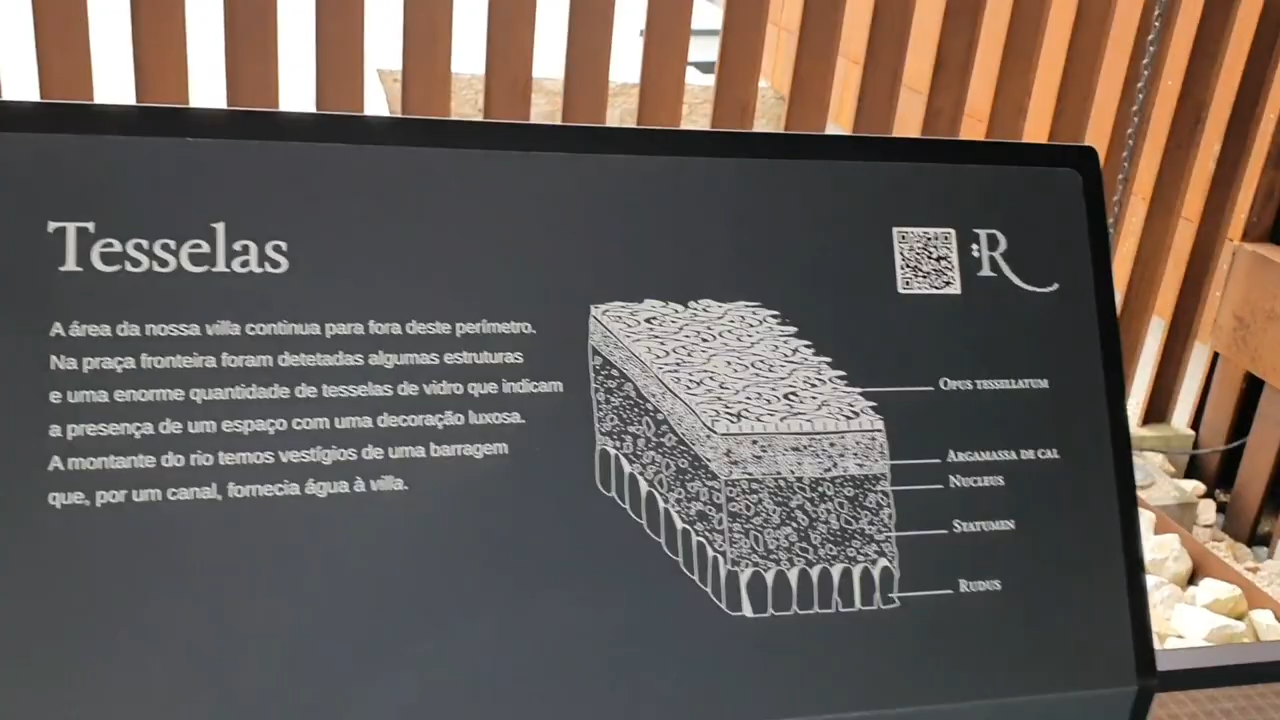 Tesselas
A área da nossa villa continua para fora deste perímetro.
Na praça fronteira foram detetadas algumas estruturas
e uma enorme quantidade de tesselas de vidro que indicam
a presença de um espaço com uma decoração luxosa.
A montante do rio temos vestígios de uma barragem
que, por um canal, fornecia água à villa.
R
OPUS TESSELLATUM
ARGAMASSA DE CAL
NUCLEUS
STATUMEN
RUDUS